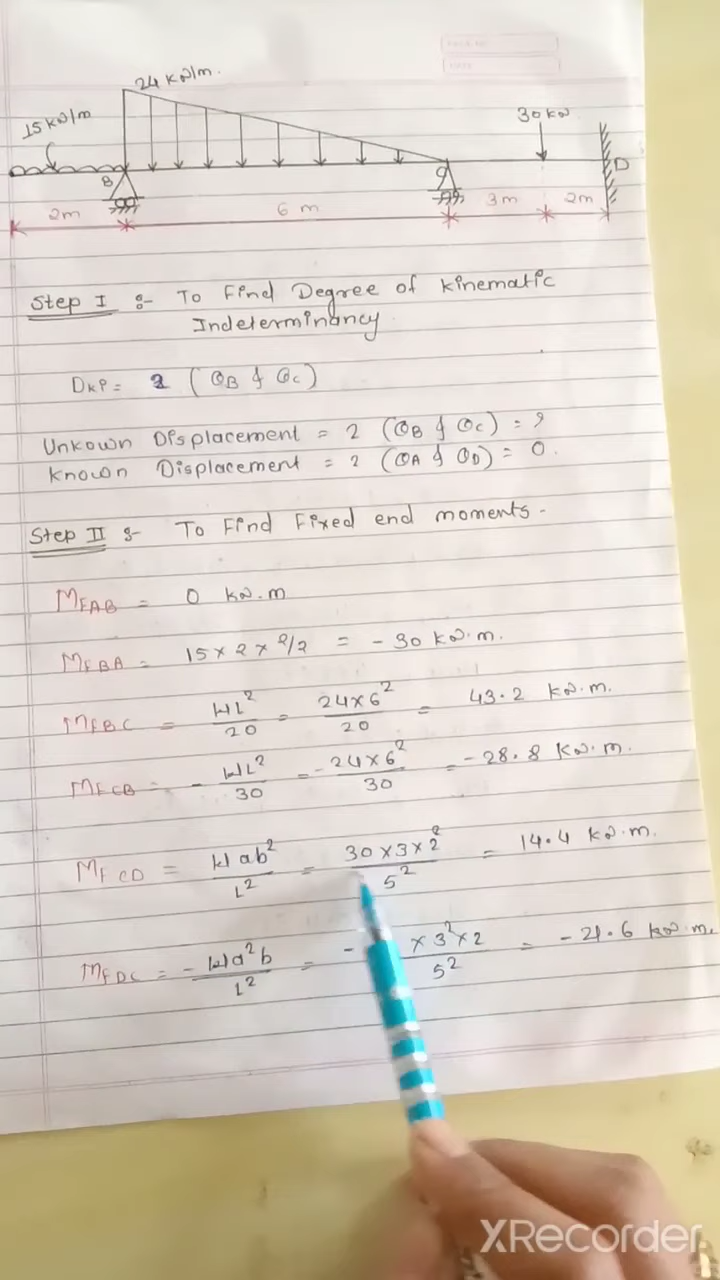 24 kN/m.
15 kN/m
30 kN
B
C
D
2m
6 m
3m
2m
Step I :- To Find Degree of Kinematic
Indeterminancy
DKP = 2 (θB & θC)
Unkown Displacement = 2 (θB & θC) = ?
Known Displacement = 2 (θA & θD) = 0.
Step II :- To Find Fixed end moments.
MFAB = 0 kN.m
MFBA = 15 × 2 × 2/2 = - 30 kN.m.
MFBC = WL²/20 = 24×6²/20 = 43.2 kN.m.
MFCB = - WL²/30 = -24×6²/30 = -28.8 kN.m.
MFCD = Wab²/L² = 30×3×2²/5² = 14.4 kN.m.
MFDC = - Wa²b/L² = - × 3² × 2/5² = -21.6 kN.m.
XRecorder